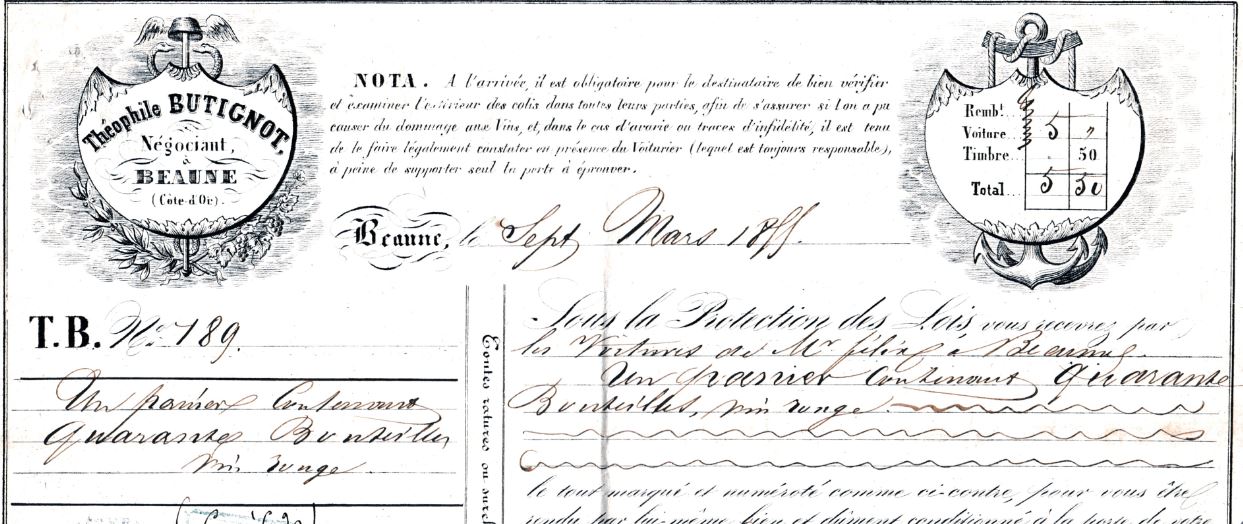 Théophile BUTIGNOT,
Négociant,
à
BEAUNE
(Côte-d'Or).
NOTA. A l'arrivée, il est obligatoire pour le destinataire de bien vérifier
et examiner l'extérieur des colis dans toutes leurs parties, afin de s'assurer si l'on a pu
causer du dommage aux Vins, et, dans le cas d'avarie ou traces d'infidélité, il est tenu
de le faire légalement constater en présence du Voiturier (lequel est toujours responsable),
à peine de supporter seul la perte à éprouver.
Rembt.
Voiture... 5 "
Timbre... 50
Total... 5 50
Beaune, le Sept Mars 1855.
T.B. No. 189.
Un panier Contenant
Quarante Bouteilles
vin rouge.
Toutes ratures ou
Sous la Protection des Lois vous recevrez par
les Voitures de Mr à Beaune.
Un panier Contenant Quarante
Bouteilles, vin rouge.
le tout marqué et numéroté comme ci-contre, pour vous être
rendu par lui-même bien et dûment conditionné à la porte de votre